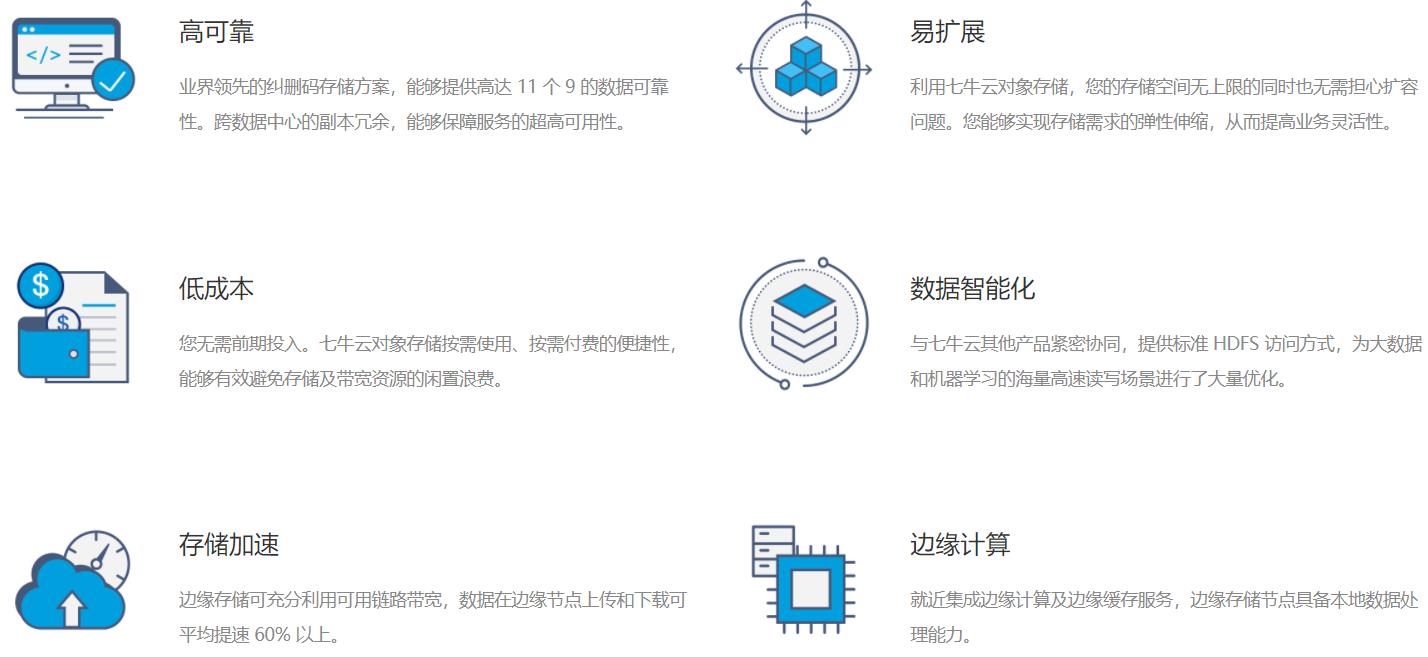 </>
高可靠
业界领先的纠删码存储方案，能够提供高达 11 个 9 的数据可靠
性。跨数据中心的副本冗余，能够保障服务的超高可用性。
易扩展
利用七牛云对象存储，您的存储空间无上限的同时也无需担心扩容
问题。您能够实现存储需求的弹性伸缩，从而提高业务灵活性。
$
$
低成本
您无需前期投入。七牛云对象存储按需使用、按需付费的便捷性，
能够有效避免存储及带宽资源的闲置浪费。
数据智能化
与七牛云其他产品紧密协同，提供标准 HDFS 访问方式，为大数据
和机器学习的海量高速读写场景进行了大量优化。
存储加速
边缘存储可充分利用可用链路带宽，数据在边缘节点上传和下载可
平均提速 60% 以上。
边缘计算
就近集成边缘计算及边缘缓存服务，边缘存储节点具备本地数据处
理能力。